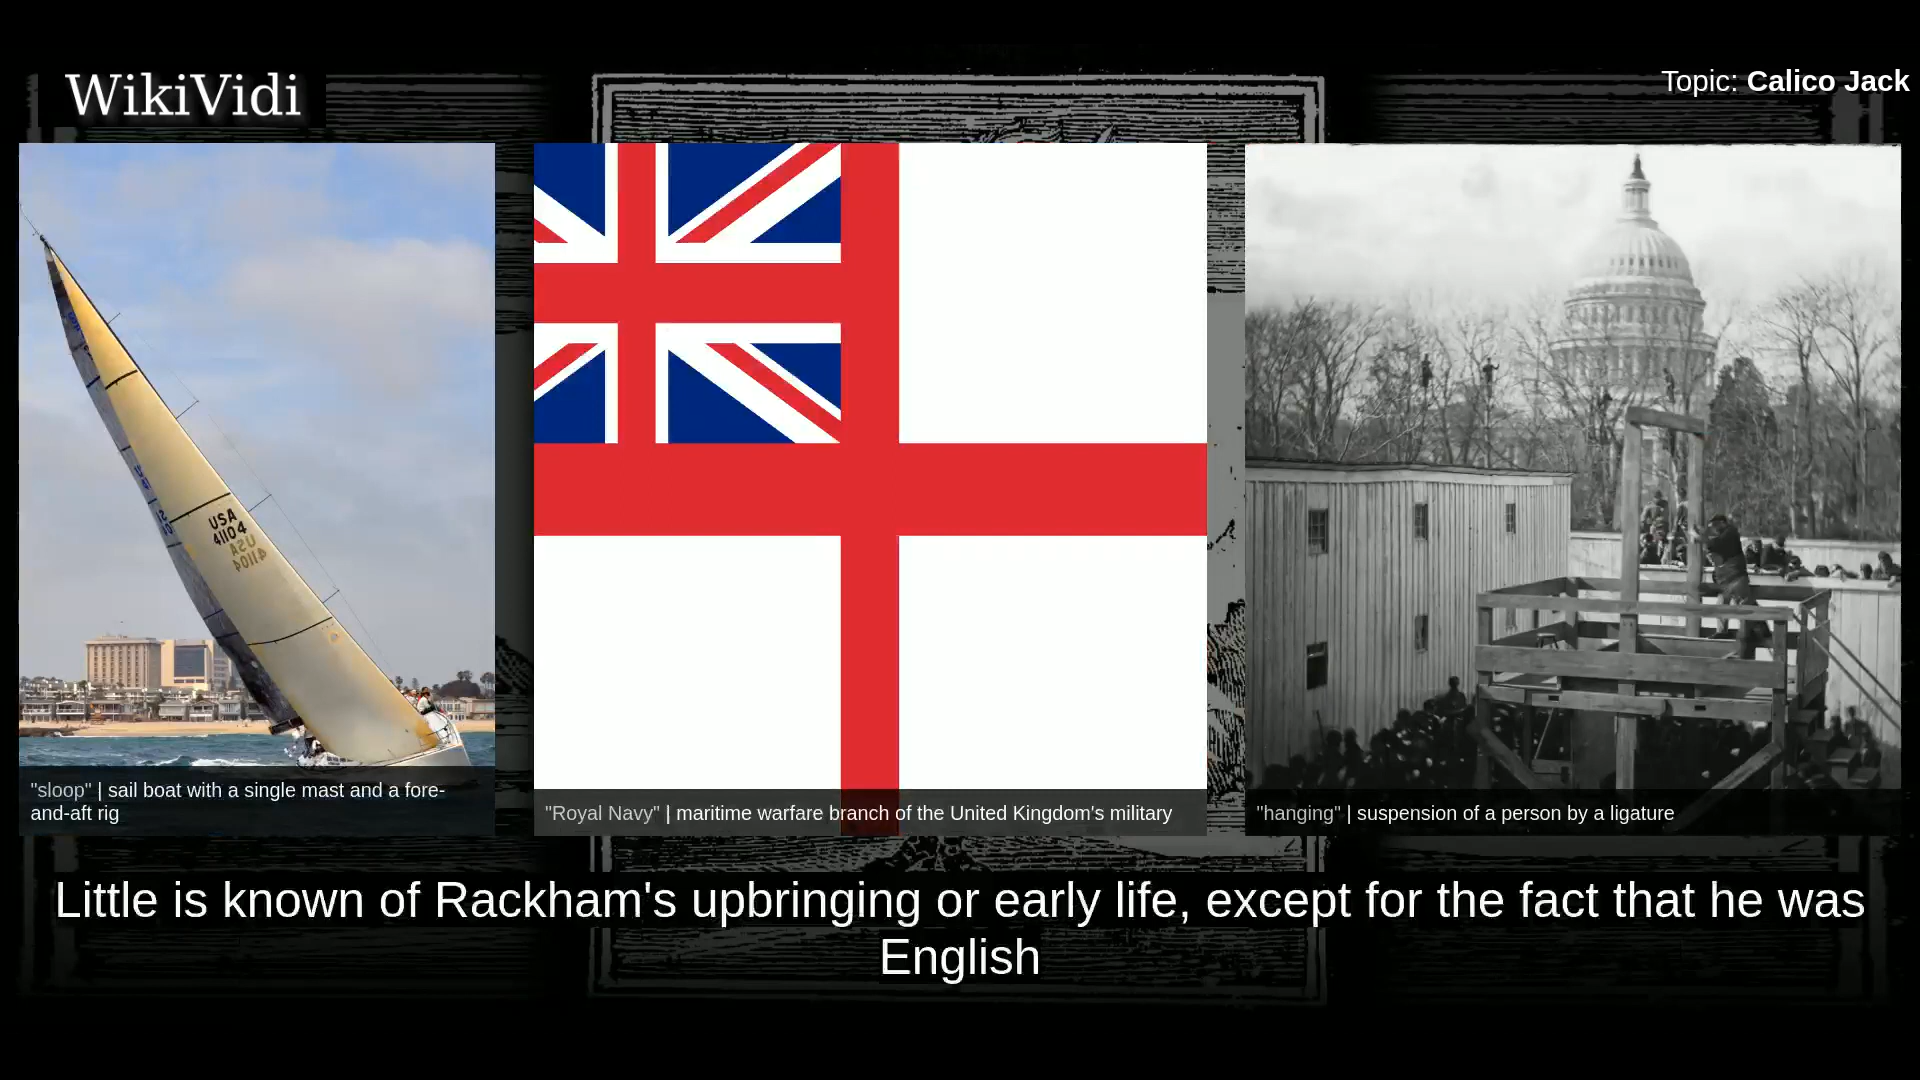 WikiVidi
Topic: Calico Jack
USA
41104
USA
41104
"sloop" | sail boat with a single mast and a fore-
and-aft rig
"Royal Navy" | maritime warfare branch of the United Kingdom's military
"hanging" | suspension of a person by a ligature
Little is known of Rackham's upbringing or early life, except for the fact that he was
English